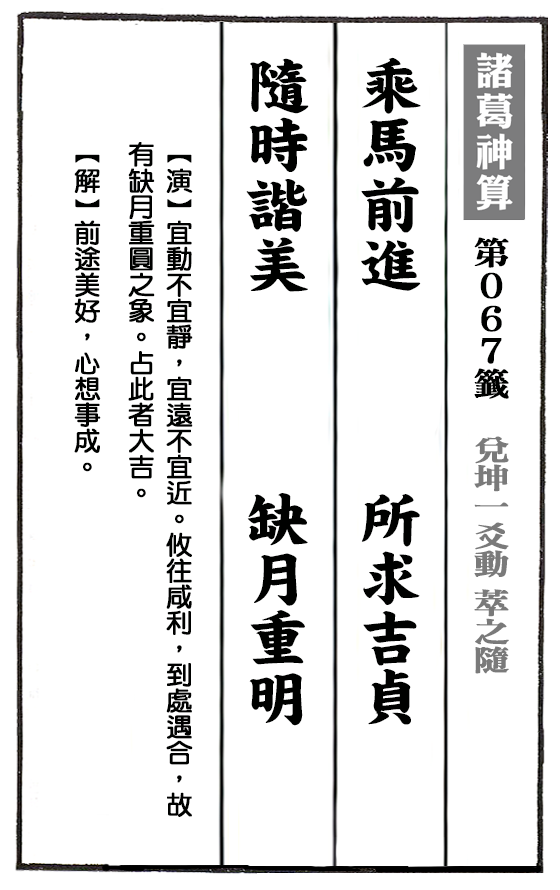 諸葛神算 第067籤 兌坤一爻動 萃之隨
乘馬前進 所求吉貞
隨時諧美 缺月重明
【演】宜動不宜靜，宜遠不宜近。攸往咸利，到處遇合，故
有缺月重圓之象。占此者大吉。
【解】前途美好，心想事成。